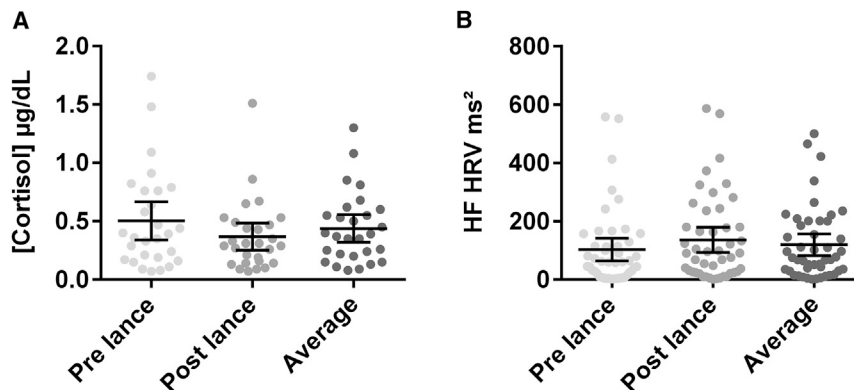 A
[Cortisol] µg/dL
2.0
1.5
1.0
0.5
0.0
Pre lance
Post lance
Average
B
HF HRV ms²
800
600
400
200
0
Pre lance
Post lance
Average